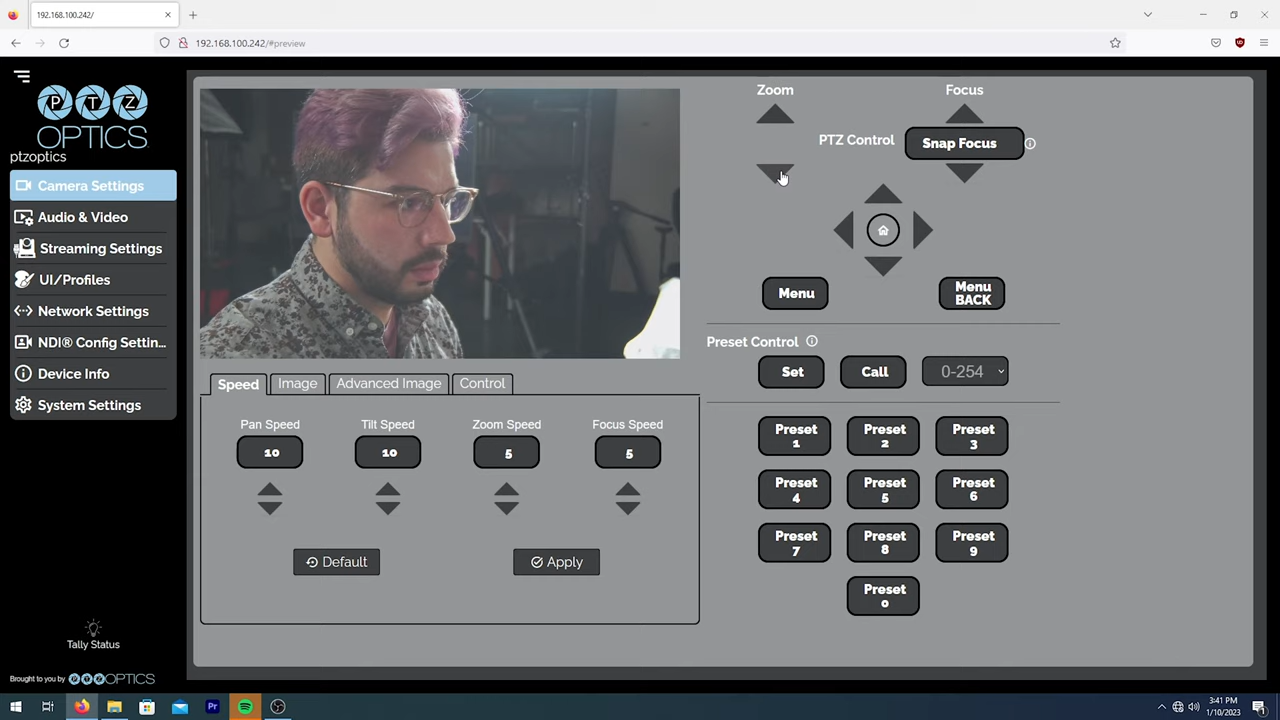 192.168.100.242/
192.168.100.242/#preview
PTZ
OPTICS
ptzoptics
Camera Settings
Audio & Video
Streaming Settings
UI/Profiles
Network Settings
NDI® Config Settin...
Device Info
System Settings
Tally Status
Brought to you by PTZ OPTICS
Zoom
Focus
PTZ Control
Snap Focus
Menu
Menu
BACK
Preset Control
Set
Call
0-254
Preset
1
Preset
2
Preset
3
Preset
4
Preset
5
Preset
6
Preset
7
Preset
8
Preset
9
Preset
0
Speed
Image
Advanced Image
Control
Pan Speed
Tilt Speed
Zoom Speed
Focus Speed
10
10
5
5
Default
Apply
Pr
3:41 PM
1/10/2023